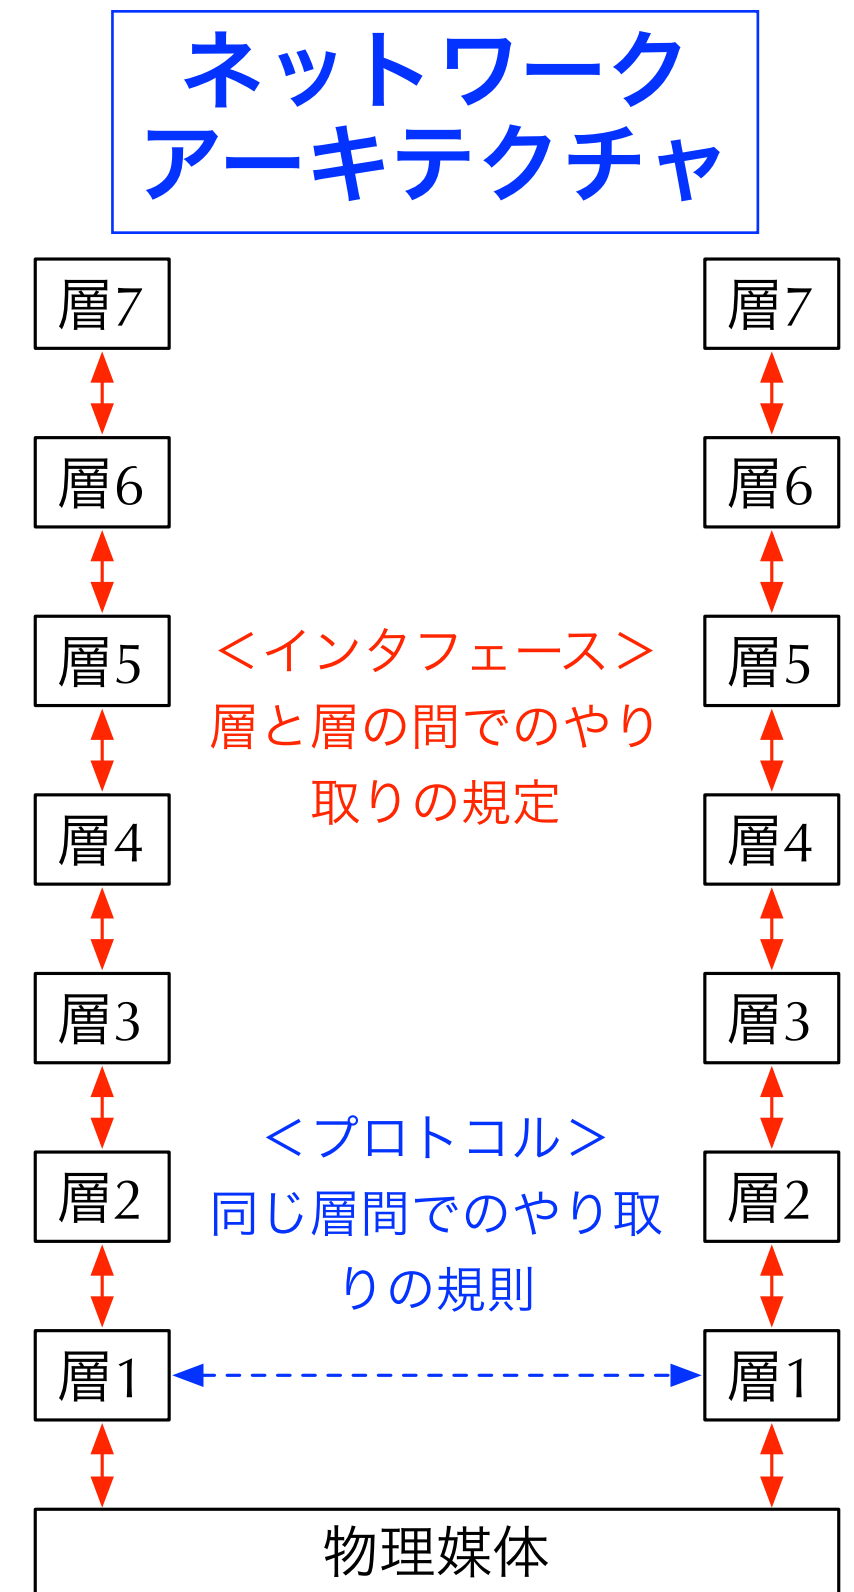 ネットワーク
アーキテクチャ
層7
層7
層6
層6
＜インタフェース＞
層と層の間でのやり
取りの規定
層5
層5
層4
層4
層3
層3
＜プロトコル＞
同じ層間でのやり取
りの規則
層2
層2
層1
層1
物理媒体